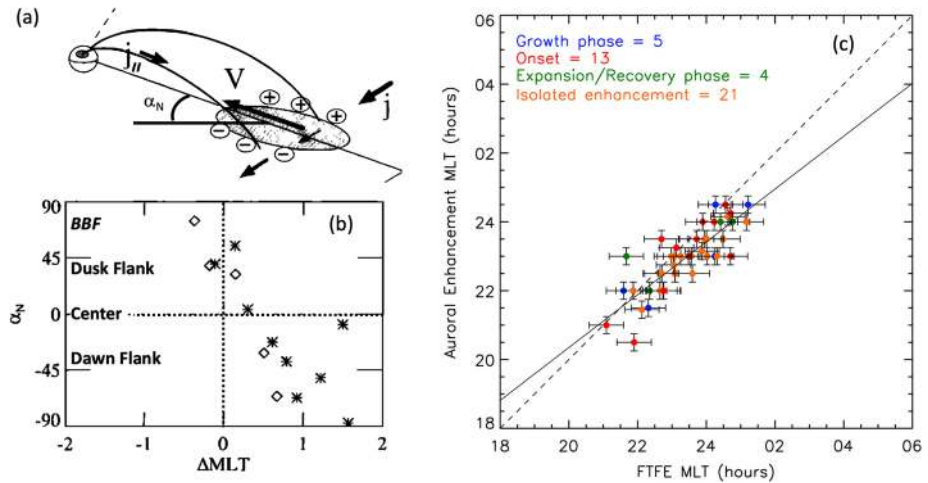 (a)
j//
V
j
αN
+ + +
− − − −
(b)
90
45
0
-45
-90
αN
BBF
Dusk Flank
Center
Dawn Flank
-2 -1 0 1 2
ΔMLT
(c)
Growth phase = 5
Onset = 13
Expansion/Recovery phase = 4
Isolated enhancement = 21
06
04
02
24
22
20
18
Auroral Enhancement MLT (hours)
18 20 22 24 02 04 06
FTFE MLT (hours)